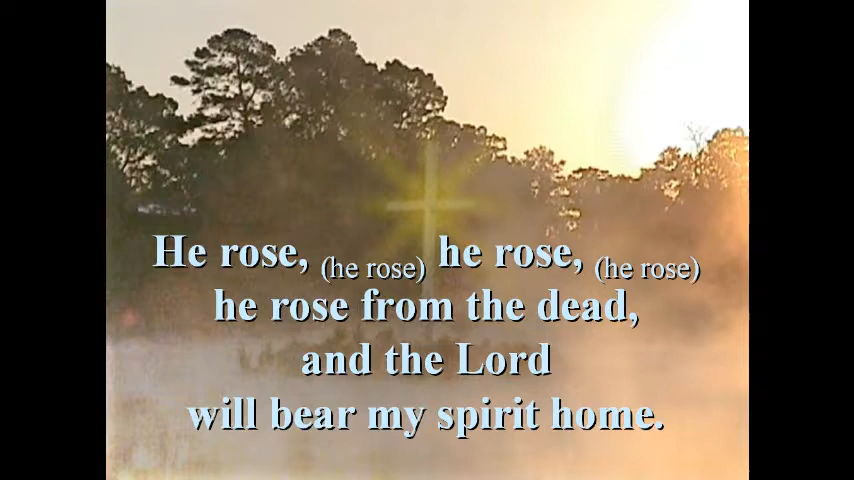 He rose, (he rose) he rose, (he rose)
he rose from the dead,
and the Lord
will bear my spirit home.